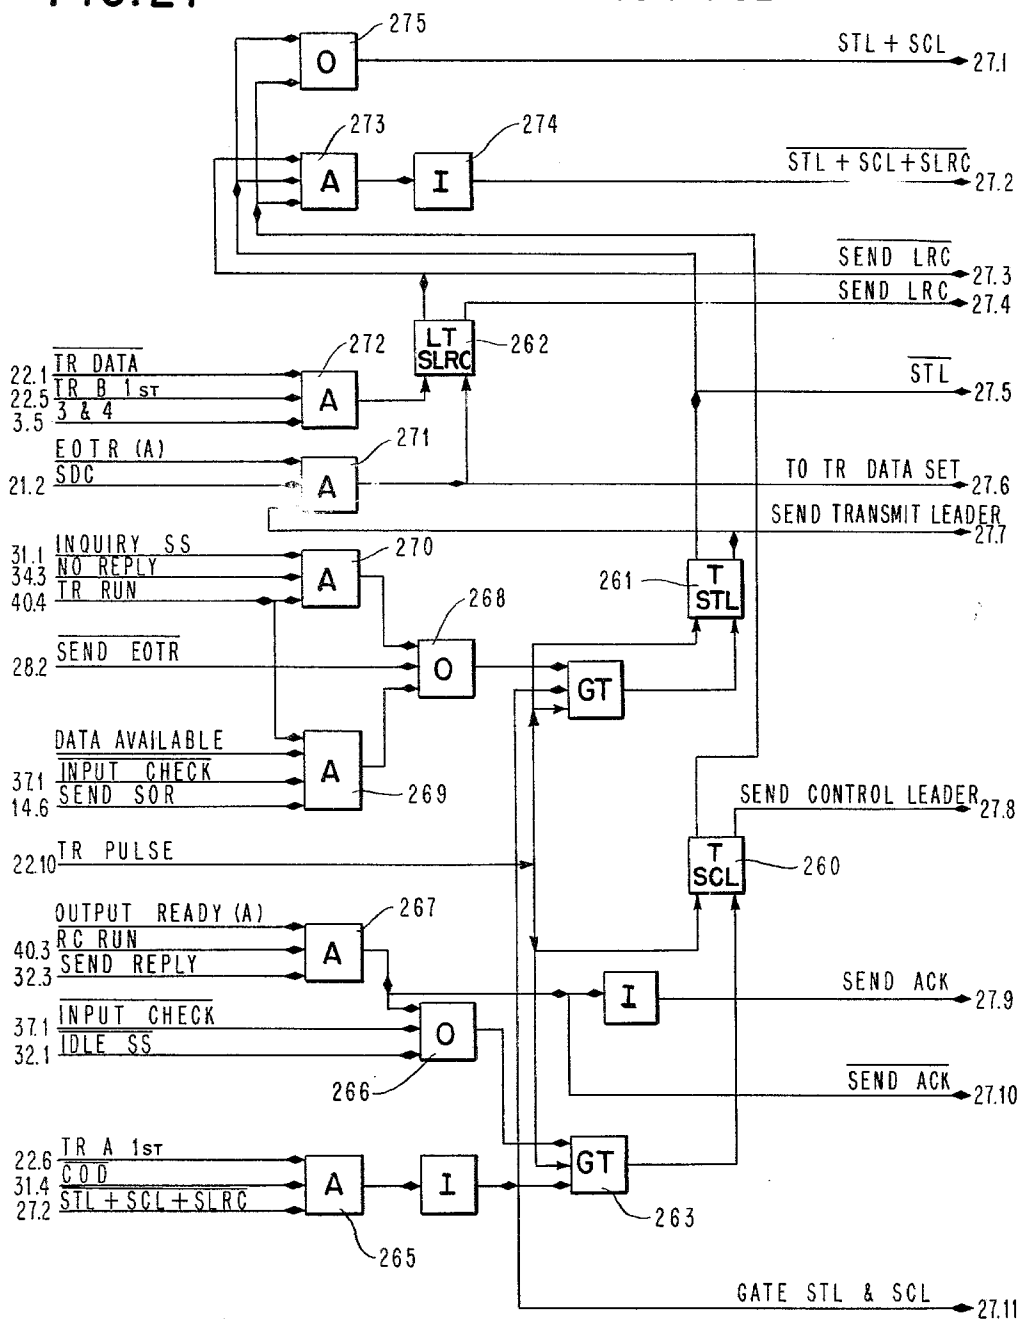 275
O
STL + SCL
27.1
273
A
274
I
STL + SCL + SLRC
27.2
SEND LRC
27.3
SEND LRC
27.4
LT
SLRC
262
272
22.1 TR DATA
22.5 TR B 1ST
3.5 3 & 4
A
STL
27.5
271
EOTR (A)
21.2 SDC
A
TO TR DATA SET
27.6
SEND TRANSMIT LEADER
27.7
270
31.1 INQUIRY SS
34.3 NO REPLY
40.4 TR RUN
A
261
T
STL
268
28.2 SEND EOTR
O
GT
DATA AVAILABLE
37.1 INPUT CHECK
14.6 SEND SOR
A
269
SEND CONTROL LEADER
27.8
22.10 TR PULSE
T
SCL
260
267
OUTPUT READY (A)
40.3 RC RUN
32.3 SEND REPLY
A
I
SEND ACK
27.9
37.1 INPUT CHECK
32.1 IDLE SS
O
266
SEND ACK
27.10
22.6 TR A 1ST
31.4 COD
27.2 STL + SCL + SLRC
A
265
I
GT
263
GATE STL & SCL
27.11